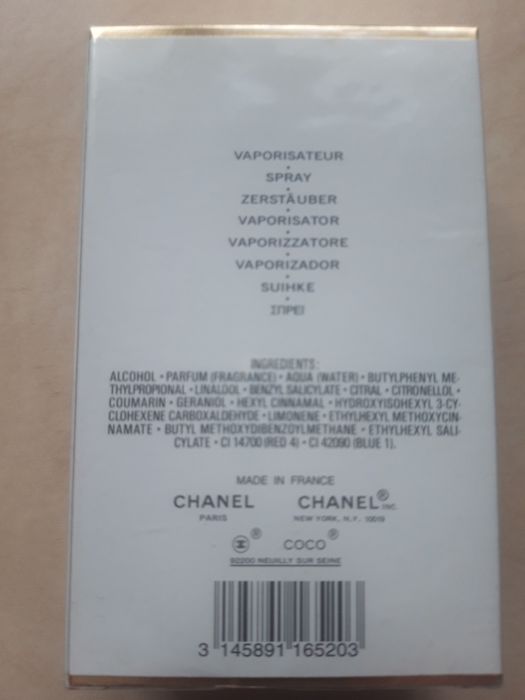 VAPORISATEUR
SPRAY
ZERSTÄUBER
VAPORISATOR
VAPORIZZATORE
VAPORIZADOR
SUIHKE
ΣΠΡΕΪ
INGREDIENTS:
ALCOHOL • PARFUM (FRAGRANCE) • AQUA (WATER) • BUTYLPHENYL ME-
THYLPROPIONAL • LINALOOL • BENZYL SALICYLATE • CITRAL • CITRONELLOL •
COUMARIN • GERANIOL • HEXYL CINNAMAL • HYDROXYISOHEXYL 3-CY-
CLOHEXENE CARBOXALDEHYDE • LIMONENE • ETHYLHEXYL METHOXYCIN-
NAMATE • BUTYL METHOXYDIBENZOYLMETHANE • ETHYLHEXYL SALI-
CYLATE • CI 14700 (RED 4) • CI 42090 (BLUE 1).
MADE IN FRANCE
CHANEL CHANEL® INC.
PARIS NEW YORK, N.Y. 10019
® COCO®
92200 NEUILLY SUR SEINE
3 145891 165203